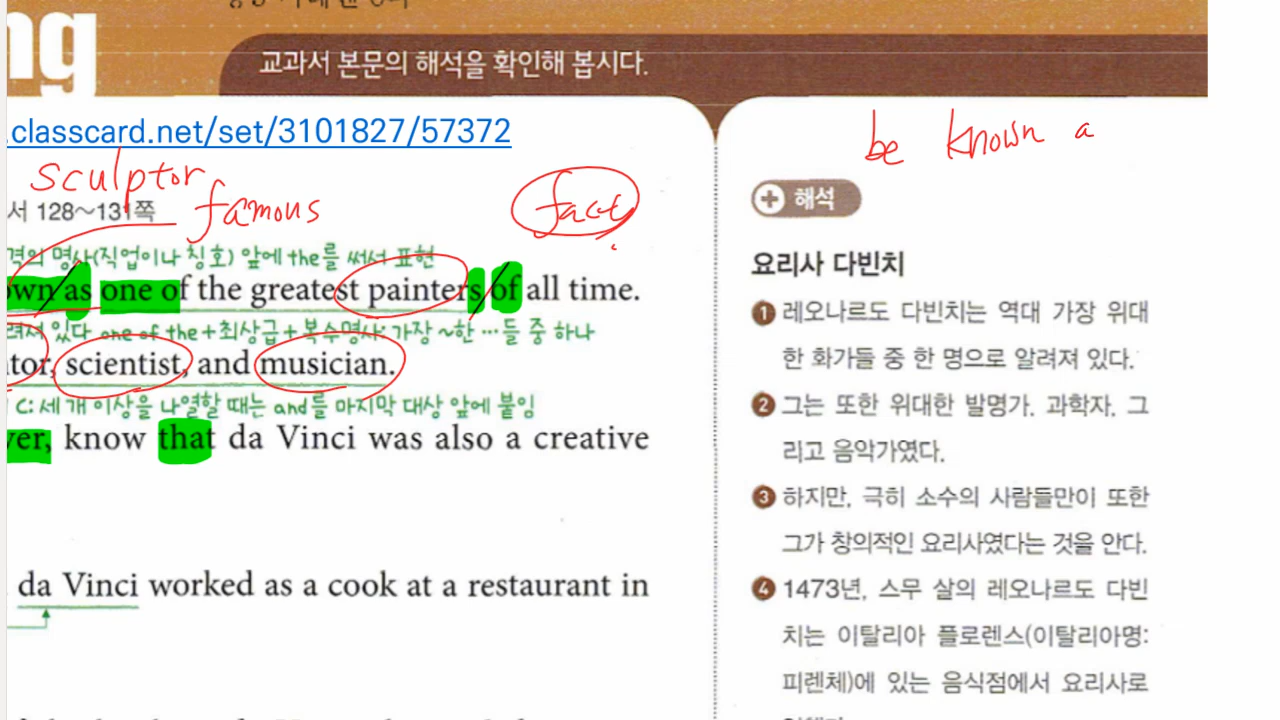 ng
교과서 본문의 해석을 확인해 봅시다.
.classcard.net/set/3101827/57372
be known a
sculptor
famous
fact
서 128~131쪽
격의 명사(직업이나 칭호) 앞에 the를 써서 표현
own as one of the greatest painters of all time.
려져 있다 one of the+최상급+복수명사: 가장 ~한 …들 중 하나
tor, scientist, and musician.
C: 세 개 이상을 나열할 때는 and를 마지막 대상 앞에 붙임
ver, know that da Vinci was also a creative
da Vinci worked as a cook at a restaurant in
해석
요리사 다빈치
1 레오나르도 다빈치는 역대 가장 위대
한 화가들 중 한 명으로 알려져 있다.
2 그는 또한 위대한 발명가, 과학자, 그
리고 음악가였다.
3 하지만, 극히 소수의 사람들만이 또한
그가 창의적인 요리사였다는 것을 안다.
4 1473년, 스무 살의 레오나르도 다빈
치는 이탈리아 플로렌스(이탈리아명:
피렌체)에 있는 음식점에서 요리사로